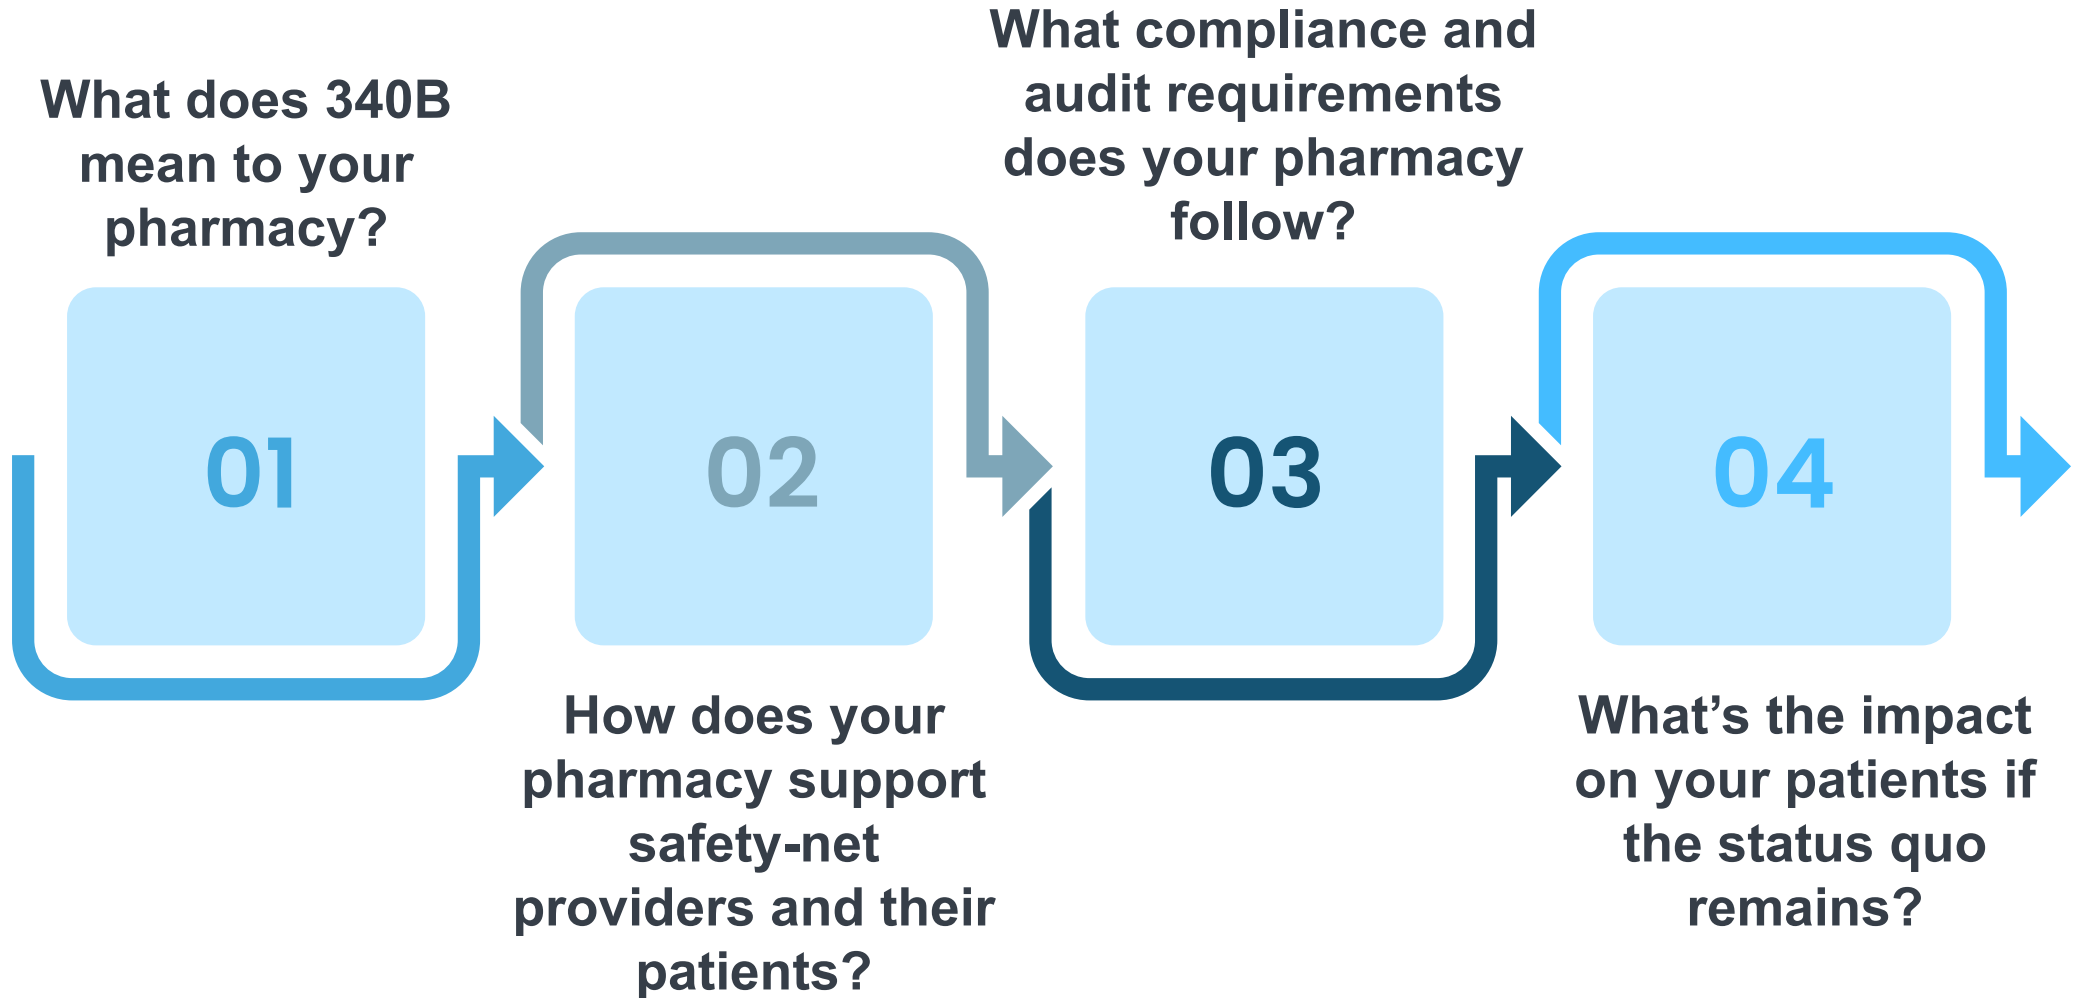 What does 340B
mean to your
pharmacy?
01
02
How does your
pharmacy support
safety-net
providers and their
patients?
What compliance and
audit requirements
does your pharmacy
follow?
03
04
What’s the impact
on your patients if
the status quo
remains?